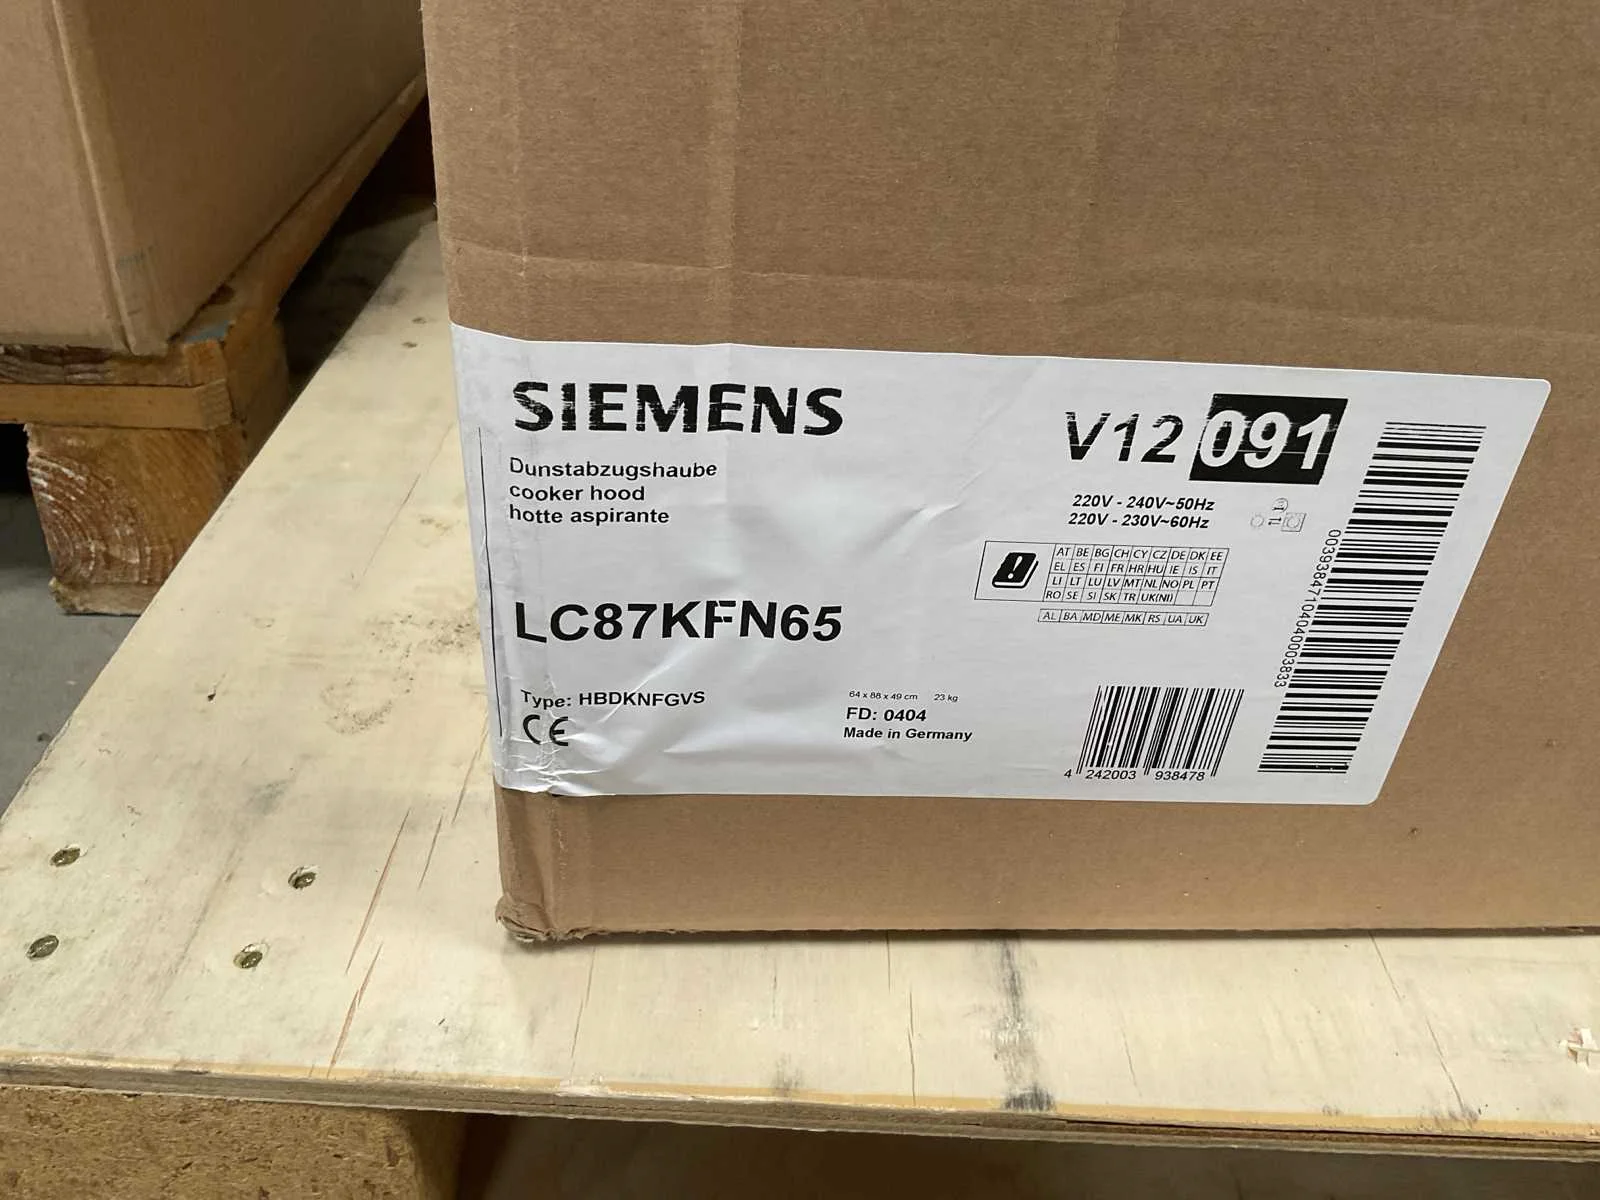 SIEMENS
Dunstabzugshaube
cooker hood
hotte aspirante
V12 091
220V - 240V~50Hz
220V - 230V~60Hz
AT BE BG CH CY CZ DE DK EE
EL ES FI FR HR HU IE IS IT
LI LT LU LV MT NL NO PL PT
RO SE SI SK TR UK(NI)
AL BA MD ME MK RS UA UK
LC87KFN65
Type: HBDKNFGVS
CE
64 x 88 x 49 cm 23 kg
FD: 0404
Made in Germany
4 242003 938478